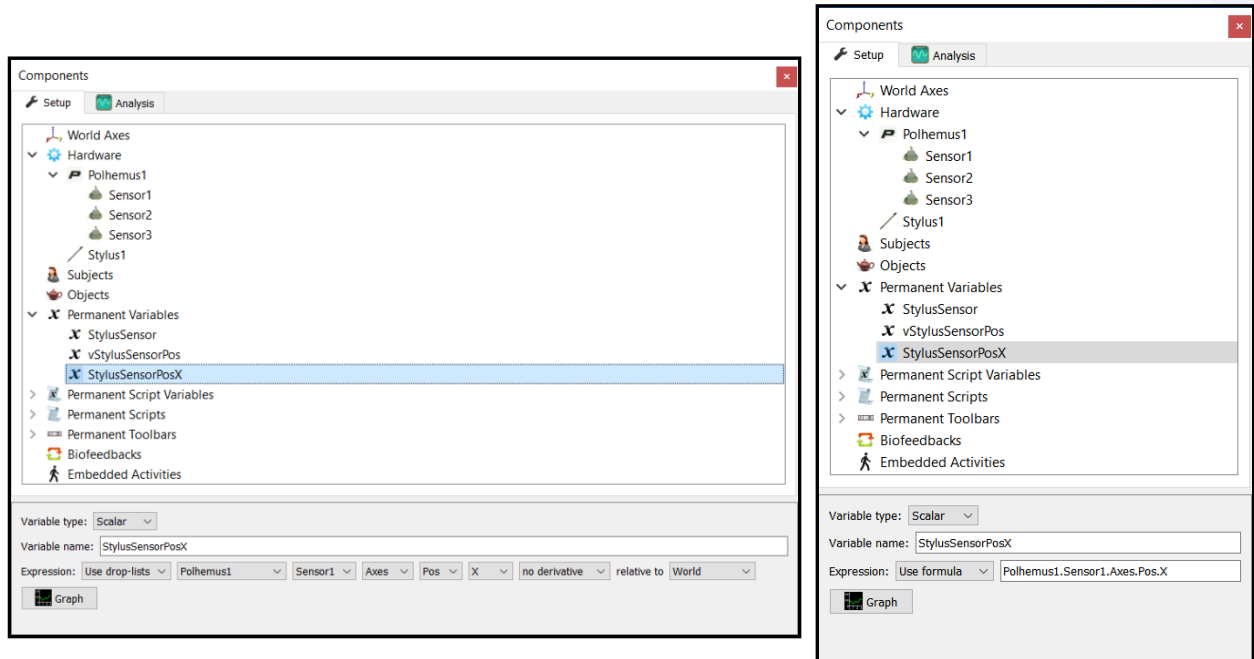 Components
Setup Analysis
World Axes
Hardware
Polhemus1
Sensor1
Sensor2
Sensor3
Stylus1
Subjects
Objects
Permanent Variables
StylusSensor
vStylusSensorPos
StylusSensorPosX
Permanent Script Variables
Permanent Scripts
Permanent Toolbars
Biofeedbacks
Embedded Activities
Variable type: Scalar
Variable name: StylusSensorPosX
Expression: Use drop-lists Polhemus1 Sensor1 Axes Pos X no derivative relative to World
Graph
Components
Setup Analysis
World Axes
Hardware
Polhemus1
Sensor1
Sensor2
Sensor3
Stylus1
Subjects
Objects
Permanent Variables
StylusSensor
vStylusSensorPos
StylusSensorPosX
Permanent Script Variables
Permanent Scripts
Permanent Toolbars
Biofeedbacks
Embedded Activities
Variable type: Scalar
Variable name: StylusSensorPosX
Expression: Use formula Polhemus1.Sensor1.Axes.Pos.X
Graph